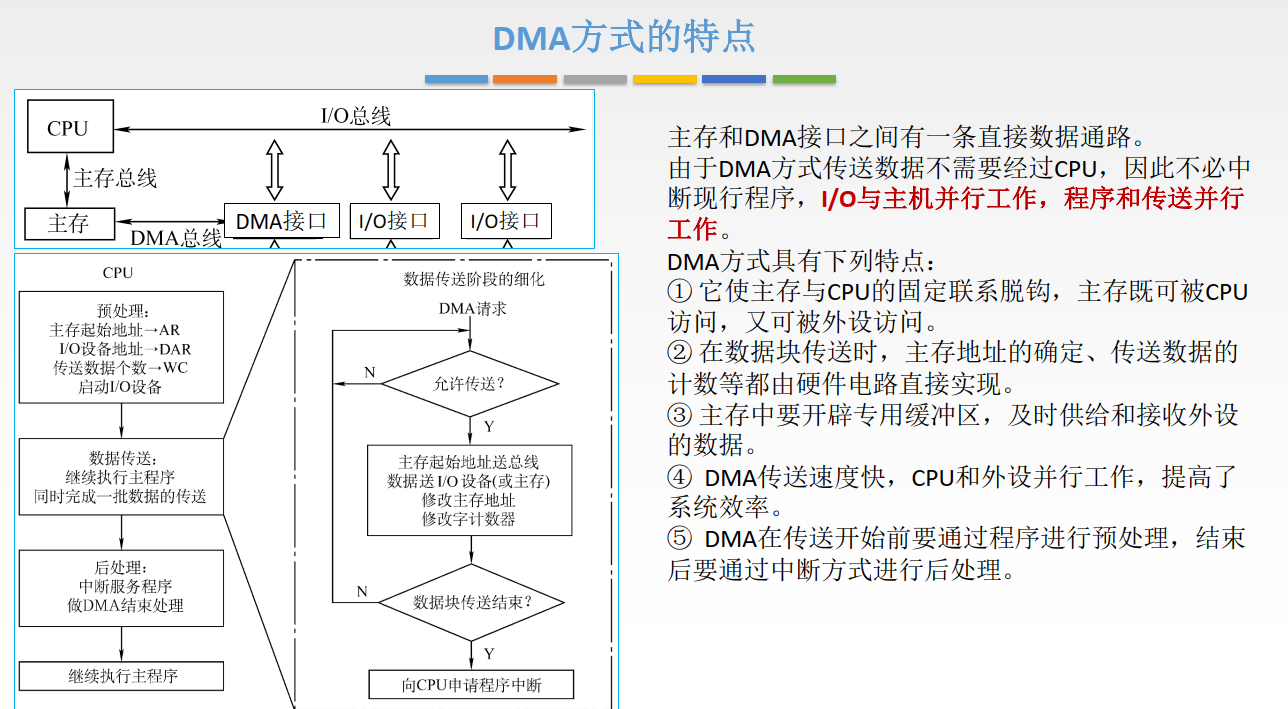 DMA方式的特点
CPU
I/O总线
主存总线
主存
DMA总线
DMA接口
I/O接口
I/O接口
CPU
预处理：
主存起始地址→AR
I/O设备地址→DAR
传送数据个数→WC
启动I/O设备
数据传送：
继续执行主程序
同时完成一批数据的传送
后处理：
中断服务程序
做DMA结束处理
继续执行主程序
数据传送阶段的细化
DMA请求
允许传送?
N
Y
主存起始地址送总线
数据送I/O设备(或主存)
修改主存地址
修改字计数器
数据块传送结束?
N
Y
向CPU申请程序中断
主存和DMA接口之间有一条直接数据通路。
由于DMA方式传送数据不需要经过CPU，因此不必中
断现行程序，I/O与主机并行工作，程序和传送并行
工作。
DMA方式具有下列特点：
① 它使主存与CPU的固定联系脱钩，主存既可被CPU
访问，又可被外设访问。
② 在数据块传送时，主存地址的确定、传送数据的
计数等都由硬件电路直接实现。
③ 主存中要开辟专用缓冲区，及时供给和接收外设
的数据。
④ DMA传送速度快，CPU和外设并行工作，提高了
系统效率。
⑤ DMA在传送开始前要通过程序进行预处理，结束
后要通过中断方式进行后处理。